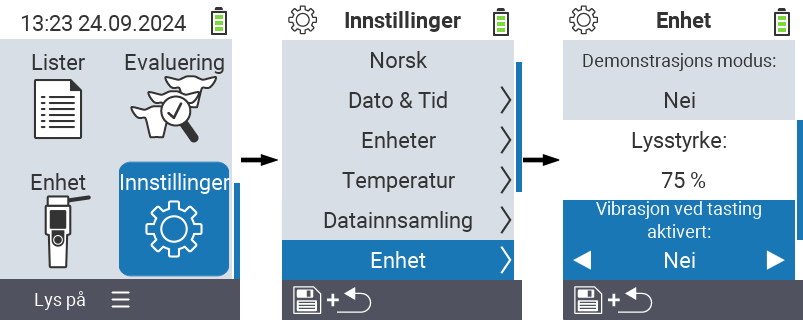 13:23 24.09.2024
Lister Evaluering
Enhet Innstillinger
Lys på
Innstillinger
Norsk
Dato & Tid
Enheter
Temperatur
Datainnsamling
Enhet
+
Enhet
Demonstrasjons modus:
Nei
Lysstyrke:
75 %
Vibrasjon ved tasting
aktivert:
Nei
+